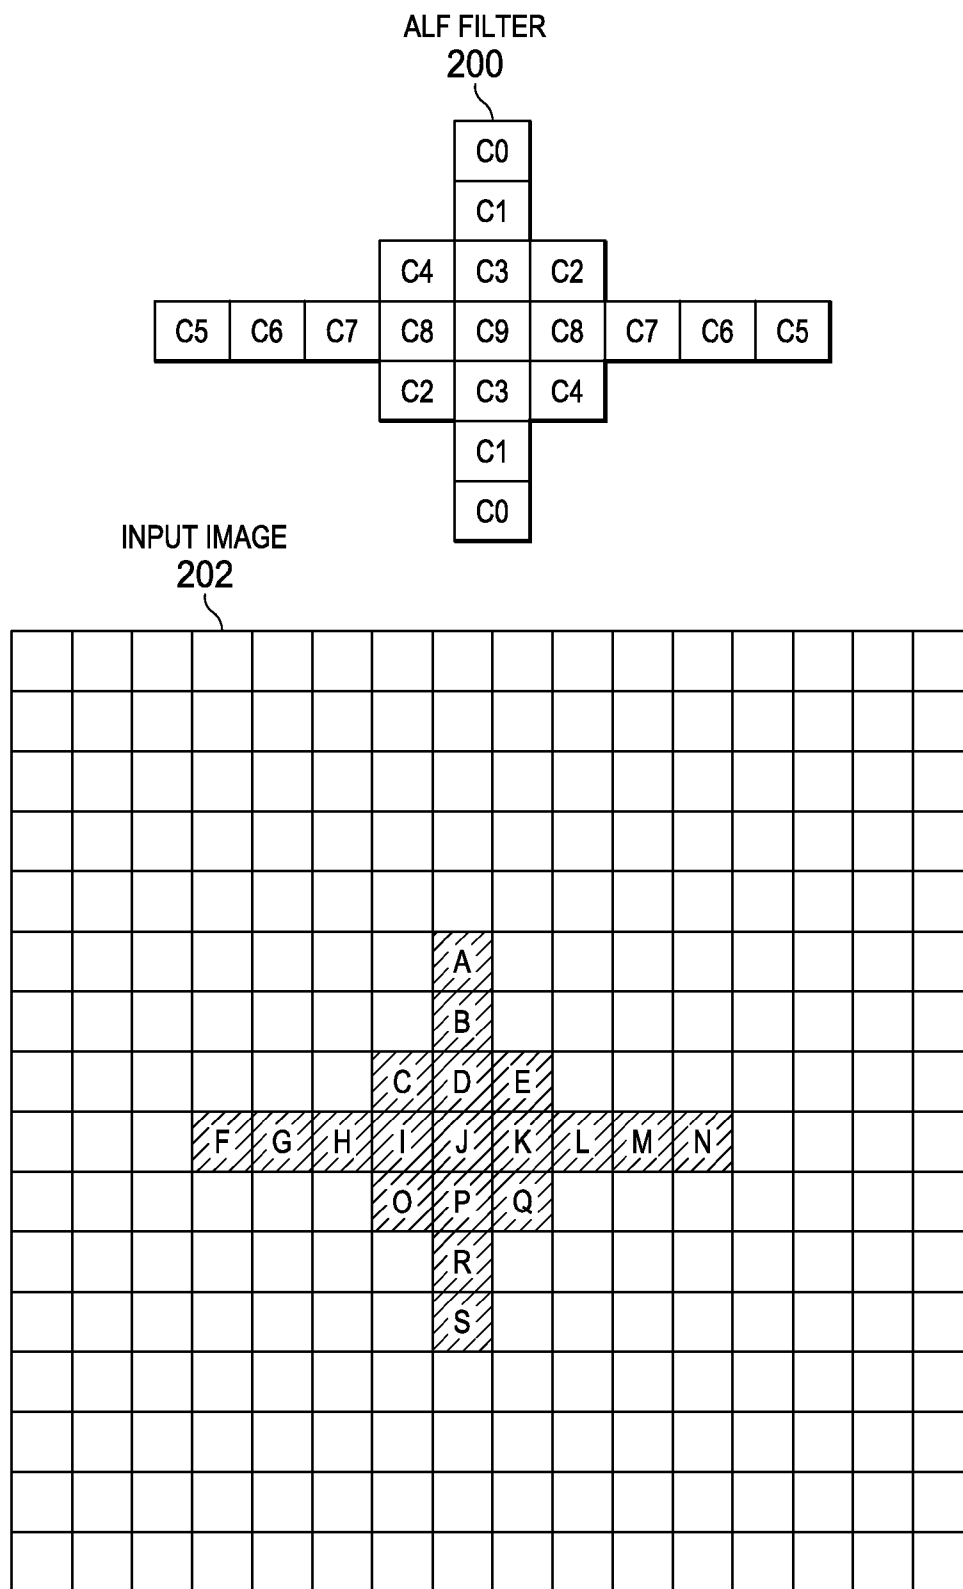 ALF FILTER
200
C0
C1
C4 C3 C2
C5 C6 C7 C8 C9 C8 C7 C6 C5
C2 C3 C4
C1
C0
INPUT IMAGE
202
A
B
C D E
F G H I J K L M N
O P Q
R
S